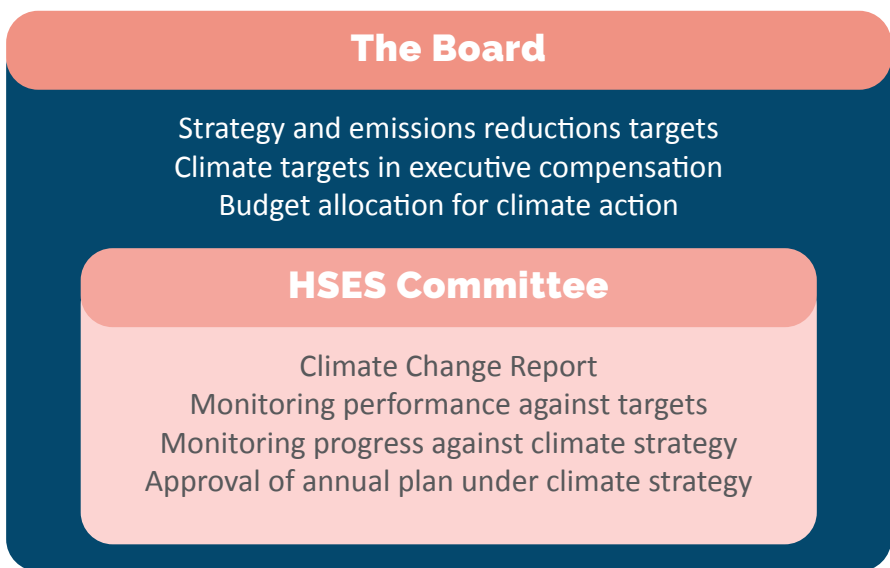 The Board
Strategy and emissions reductions targets
Climate targets in executive compensation
Budget allocation for climate action
HSES Committee
Climate Change Report
Monitoring performance against targets
Monitoring progress against climate strategy
Approval of annual plan under climate strategy